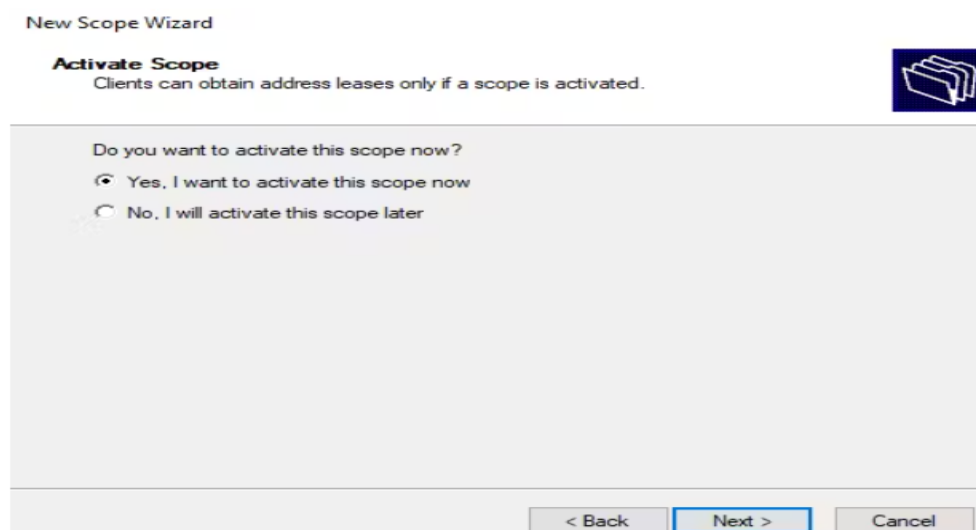 New Scope Wizard
Activate Scope
Clients can obtain address leases only if a scope is activated.
Do you want to activate this scope now?
Yes, I want to activate this scope now
No, I will activate this scope later
< Back
Next >
Cancel